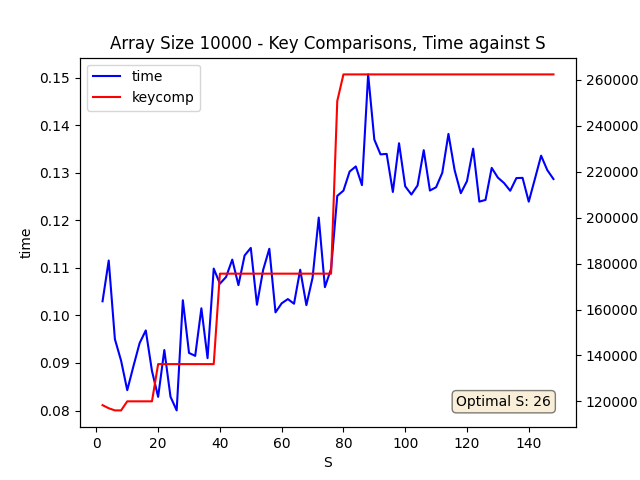 Array Size 10000 - Key Comparisons, Time against S
time
keycomp
0.15
0.14
0.13
0.12
0.11
0.10
0.09
0.08
time
260000
240000
220000
200000
180000
160000
140000
120000
Optimal S: 26
0 20 40 60 80 100 120 140
S